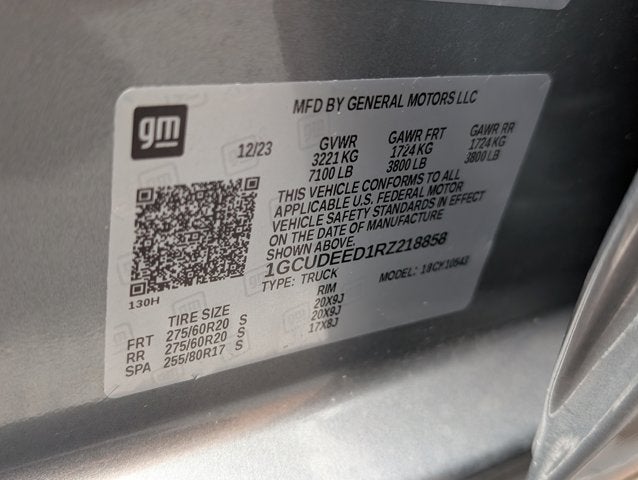 gm
MFD BY GENERAL MOTORS LLC
12/23
GVWR GAWR FRT GAWR RR
3221 KG 1724 KG 1724 KG
7100 LB 3800 LB 3800 LB
THIS VEHICLE CONFORMS TO ALL
APPLICABLE U.S. FEDERAL MOTOR
VEHICLE SAFETY STANDARDS IN EFFECT
ON THE DATE OF MANUFACTURE
SHOWN ABOVE.
1GCUDEED1RZ218858
TYPE: TRUCK MODEL:
130H
TIRE SIZE RIM
FRT 275/60R20 S 20X9J
RR 275/60R20 S 20X9J
SPA 255/80R17 S 17X8J